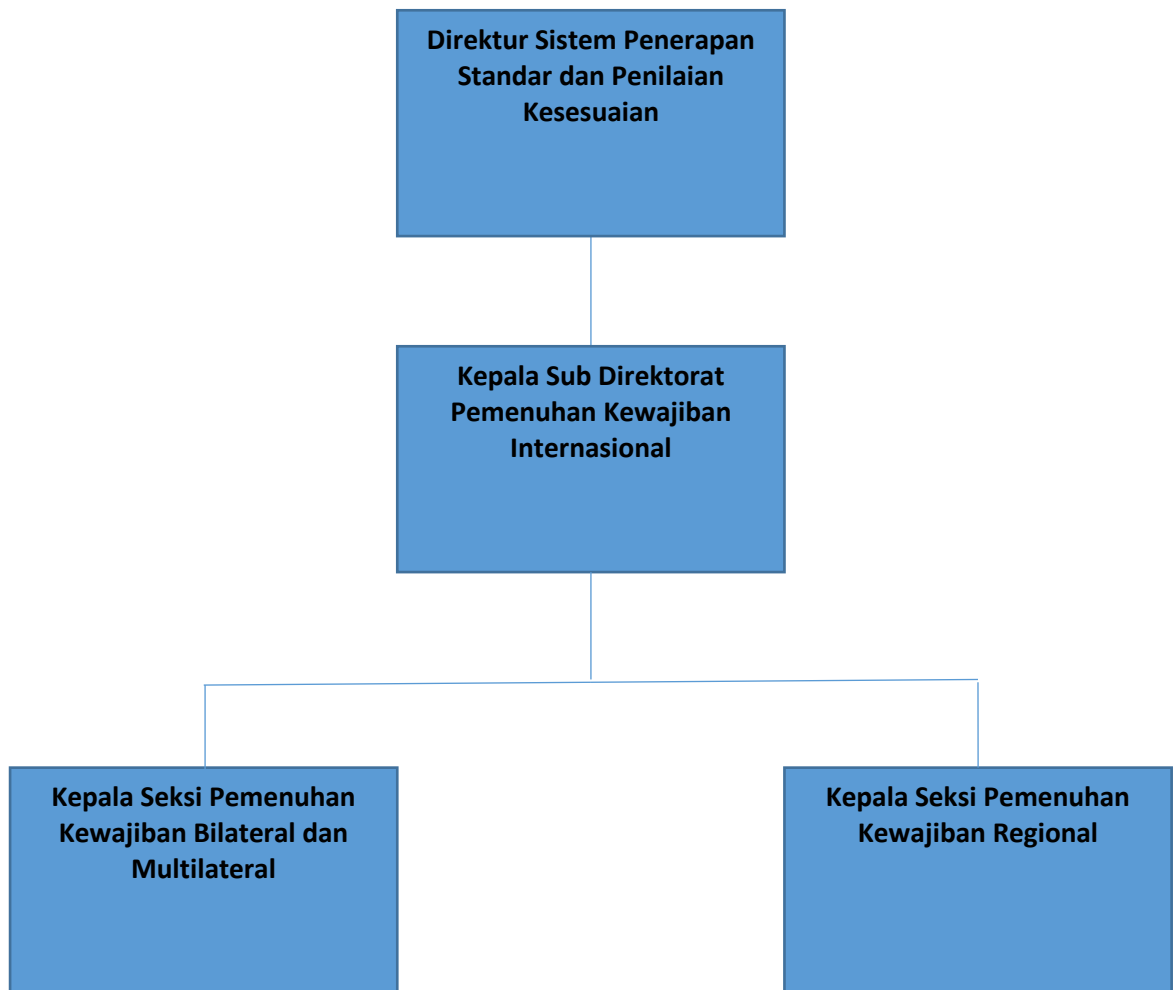 Direktur Sistem Penerapan
Standar dan Penilaian
Kesesuaian
Kepala Sub Direktorat
Pemenuhan Kewajiban
Internasional
Kepala Seksi Pemenuhan
Kewajiban Bilateral dan
Multilateral
Kepala Seksi Pemenuhan
Kewajiban Regional